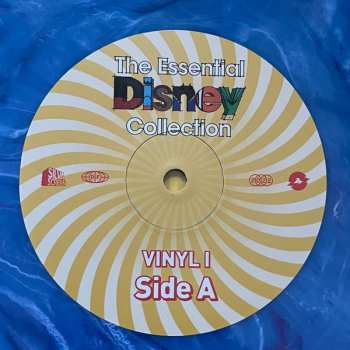 The Essential
Disney
Collection
VINYL I
Side A